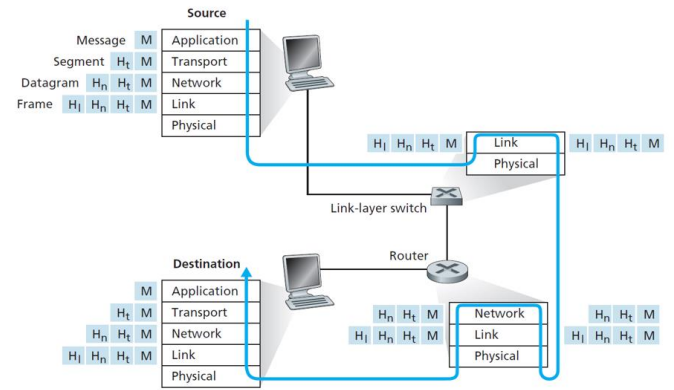 Source
Message M Application
Segment Ht M Transport
Datagram Hn Ht M Network
Frame Hl Hn Ht M Link
Physical
Hl Hn Ht M Link Hl Hn Ht M
Physical
Link-layer switch
Router
Destination
M Application
Ht M Transport
Hn Ht M Network
Hl Hn Ht M Link
Physical
Hn Ht M Network Hn Ht M
Hl Hn Ht M Link Hl Hn Ht M
Physical